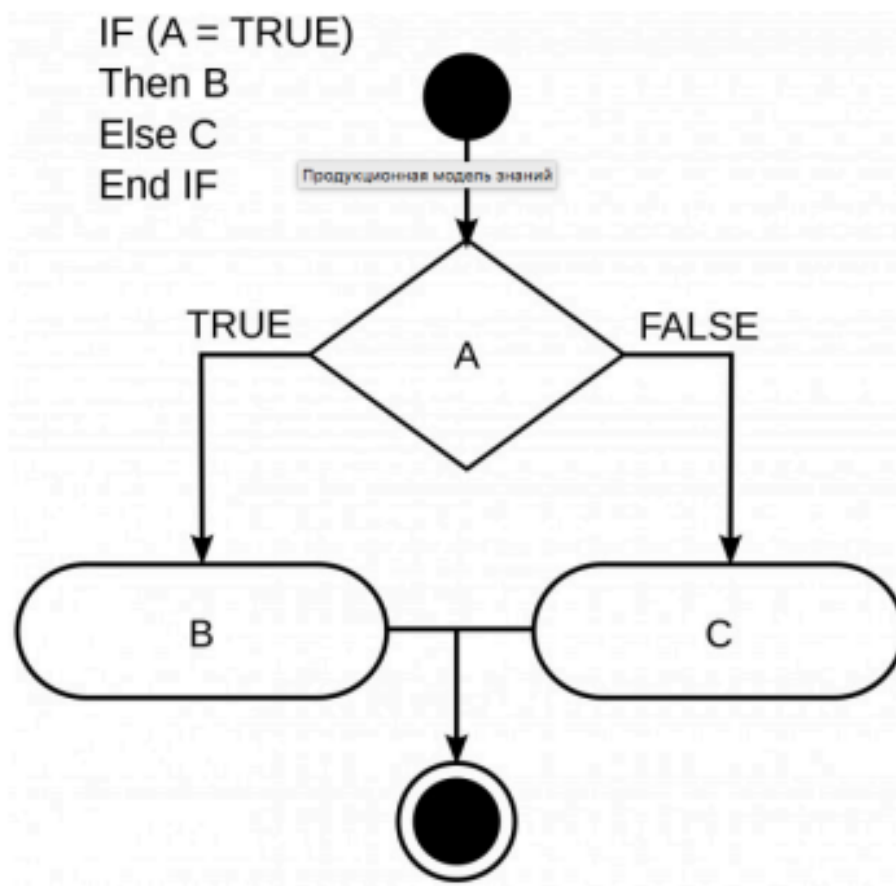 IF (A = TRUE)
Then B
Else C
End IF
Продукционная модель знаний
TRUE
FALSE
A
B
C